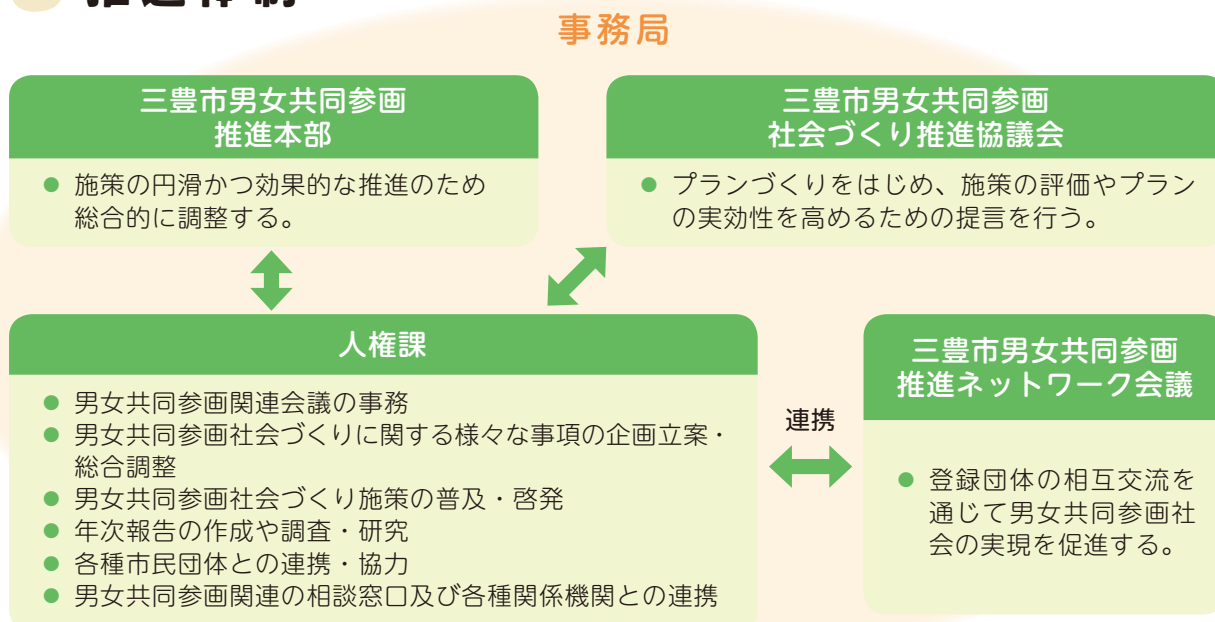 推進体制
事務局
三豊市男女共同参画
推進本部
● 施策の円滑かつ効果的な推進のため
総合的に調整する。
三豊市男女共同参画
社会づくり推進協議会
● プランづくりをはじめ、施策の評価やプラン
の実効性を高めるための提言を行う。
人権課
● 男女共同参画関連会議の事務
● 男女共同参画社会づくりに関する様々な事項の企画立案・
総合調整
● 男女共同参画社会づくり施策の普及・啓発
● 年次報告の作成や調査・研究
● 各種市民団体との連携・協力
● 男女共同参画関連の相談窓口及び各種関係機関との連携
連携
三豊市男女共同参画
推進ネットワーク会議
● 登録団体の相互交流を
通じて男女共同参画社
会の実現を促進する。